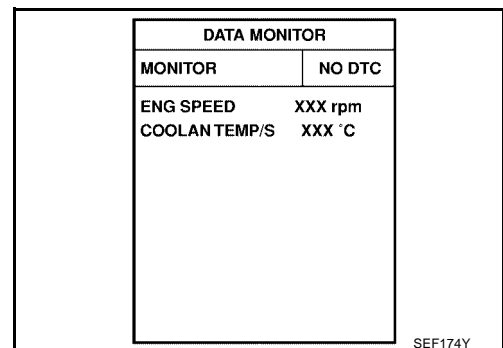 DATA MONITOR
MONITOR NO DTC
ENG SPEED XXX rpm
COOLAN TEMP/S XXX °C
SEF174Y